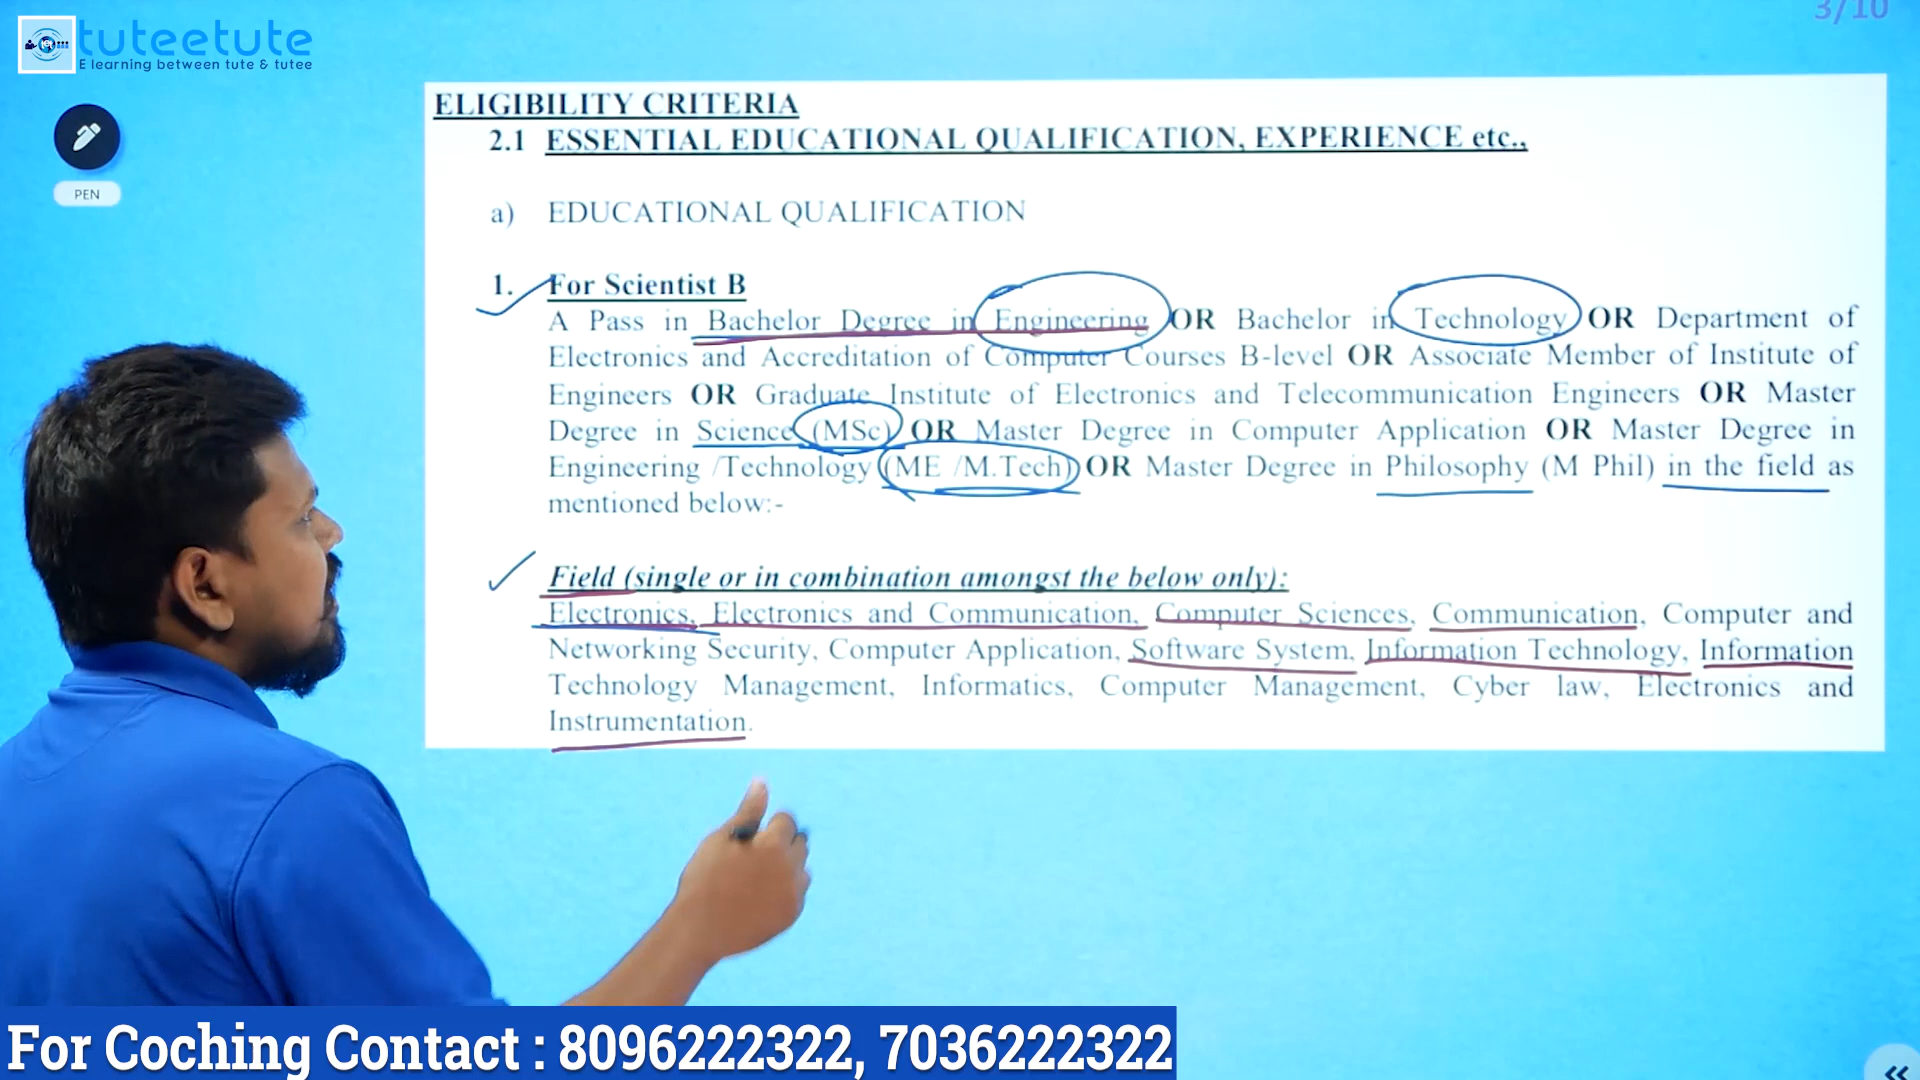 3/10
tuteetute
E learning between tute & tutee
PEN
ELIGIBILITY CRITERIA
2.1 ESSENTIAL EDUCATIONAL QUALIFICATION, EXPERIENCE etc.,
a) EDUCATIONAL QUALIFICATION
1. For Scientist B
A Pass in Bachelor Degree in Engineering OR Bachelor in Technology OR Department of
Electronics and Accreditation of Computer Courses B-level OR Associate Member of Institute of
Engineers OR Graduate Institute of Electronics and Telecommunication Engineers OR Master
Degree in Science (MSc) OR Master Degree in Computer Application OR Master Degree in
Engineering /Technology (ME /M.Tech) OR Master Degree in Philosophy (M Phil) in the field as
mentioned below:-
Field (single or in combination amongst the below only):
Electronics, Electronics and Communication, Computer Sciences, Communication, Computer and
Networking Security, Computer Application, Software System, Information Technology, Information
Technology Management, Informatics, Computer Management, Cyber law, Electronics and
Instrumentation.
For Coching Contact : 8096222322, 7036222322